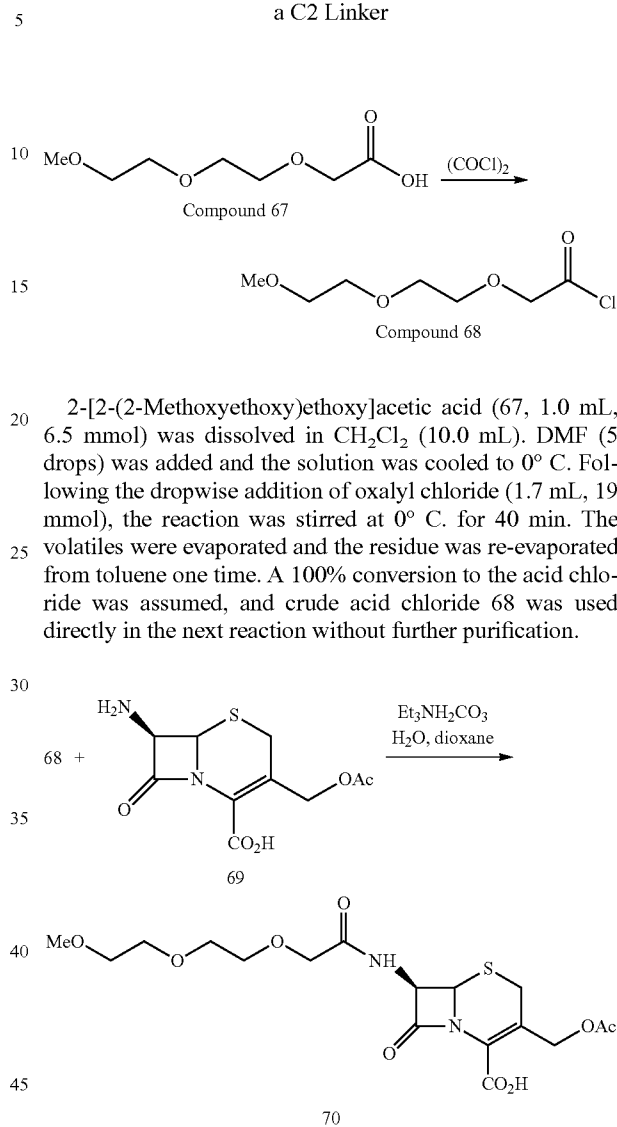 5
a C2 Linker
O
10
MeO
O
O
OH
(COCl)2
Compound 67
O
15
MeO
O
O
Cl
Compound 68
20
2-[2-(2-Methoxyethoxy)ethoxy]acetic acid (67, 1.0 mL,
6.5 mmol) was dissolved in CH2Cl2 (10.0 mL). DMF (5
drops) was added and the solution was cooled to 0° C. Fol-
lowing the dropwise addition of oxalyl chloride (1.7 mL, 19
mmol), the reaction was stirred at 0° C. for 40 min. The
25
volatiles were evaporated and the residue was re-evaporated
from toluene one time. A 100% conversion to the acid chlo-
ride was assumed, and crude acid chloride 68 was used
directly in the next reaction without further purification.
30
H2N
S
Et3NH2CO3
H2O, dioxane
68 +
N
OAc
O
35
CO2H
69
O
40
MeO
O
O
NH
S
N
OAc
O
45
CO2H
70